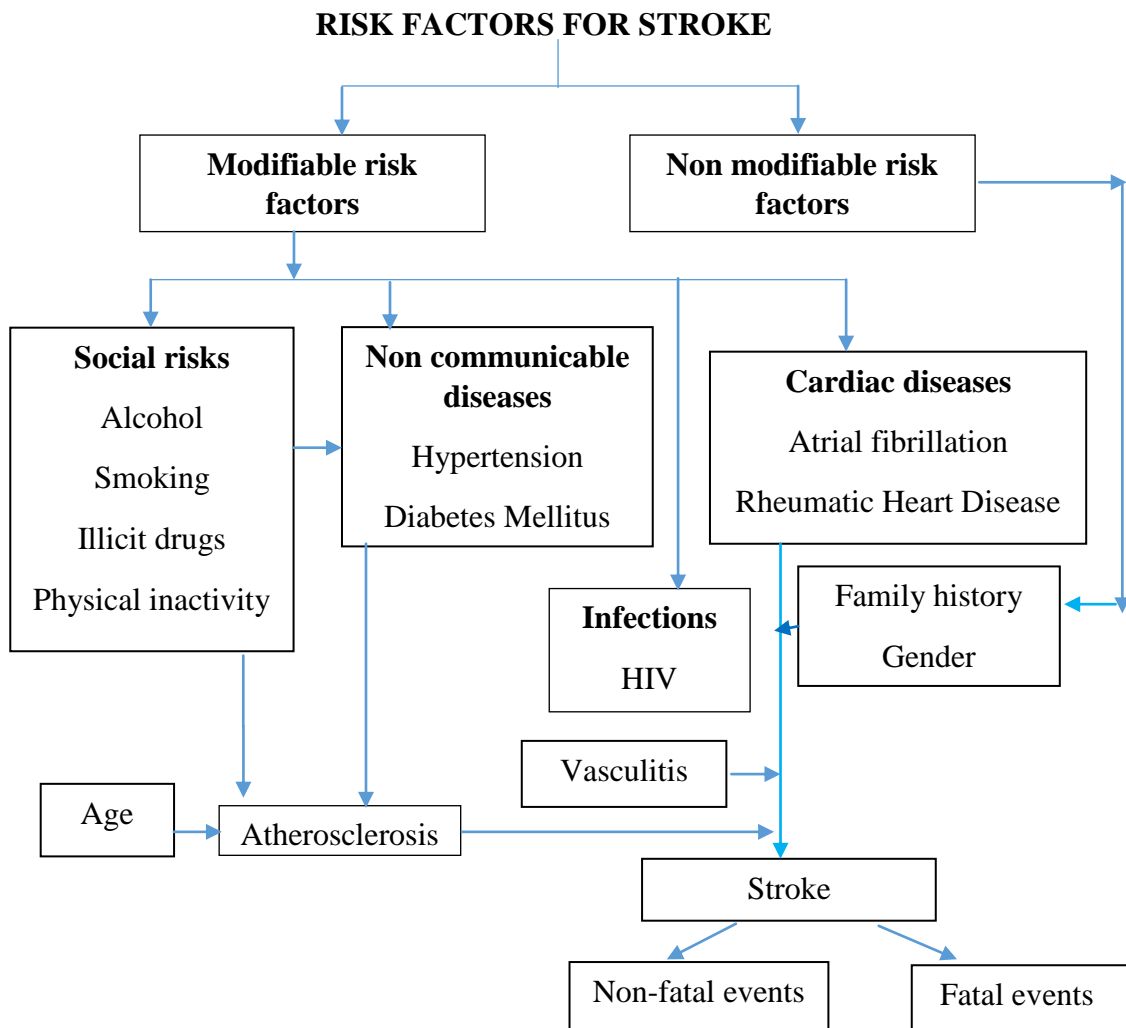 RISK FACTORS FOR STROKE
Modifiable risk
factors
Non modifiable risk
factors
Social risks
Alcohol
Smoking
Illicit drugs
Physical inactivity
Non communicable
diseases
Hypertension
Diabetes Mellitus
Cardiac diseases
Atrial fibrillation
Rheumatic Heart Disease
Infections
HIV
Family history
Gender
Vasculitis
Age
Atherosclerosis
Stroke
Non-fatal events
Fatal events